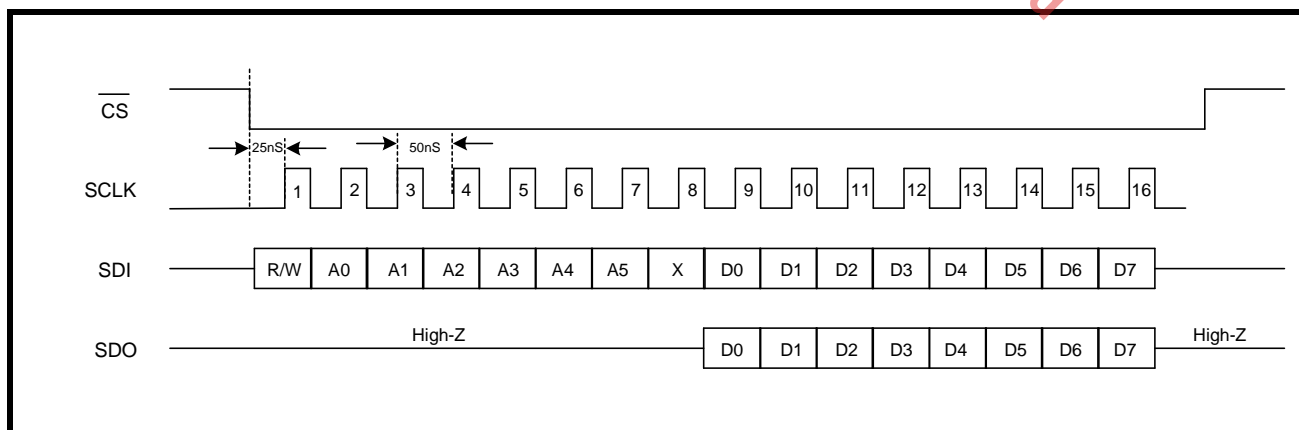 CS
25nS
50nS
SCLK 1 2 3 4 5 6 7 8 9 10 11 12 13 14 15 16
SDI R/W A0 A1 A2 A3 A4 A5 X D0 D1 D2 D3 D4 D5 D6 D7
High-Z
High-Z
SDO D0 D1 D2 D3 D4 D5 D6 D7